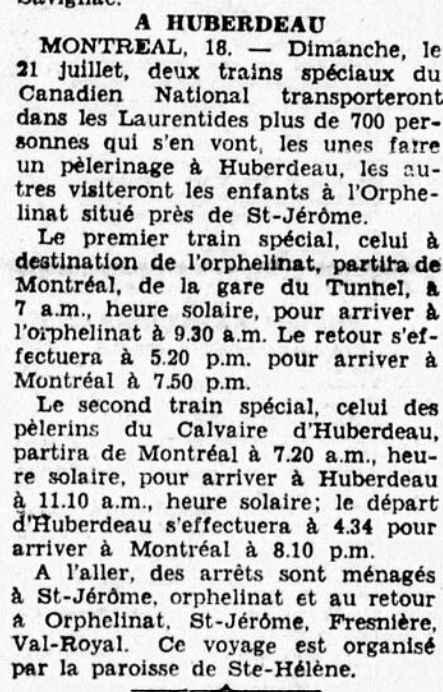 Savignac.
A HUBERDEAU
MONTREAL, 18. — Dimanche, le
21 juillet, deux trains spéciaux du
Canadien National transporteront
dans les Laurentides plus de 700 per-
sonnes qui s'en vont, les unes faire
un pèlerinage à Huberdeau, les au-
tres visiteront les enfants à l'Orphe-
linat situé près de St-Jérôme.
Le premier train spécial, celui à
destination de l'orphelinat, partira de
Montréal, de la gare du Tunnel, à
7 a.m., heure solaire, pour arriver à
l'orphelinat à 9.30 a.m. Le retour s'ef-
fectuera à 5.20 p.m. pour arriver à
Montréal à 7.50 p.m.
Le second train spécial, celui des
pèlerins du Calvaire d'Huberdeau,
partira de Montréal à 7.20 a.m., heu-
re solaire, pour arriver à Huberdeau
à 11.10 a.m., heure solaire; le départ
d'Huberdeau s'effectuera à 4.34 pour
arriver à Montréal à 8.10 p.m.
A l'aller, des arrêts sont ménagés
à St-Jérôme, orphelinat et au retour
a Orphelinat, St-Jérôme, Fresnière,
Val-Royal. Ce voyage est organisé
par la paroisse de Ste-Hélène.